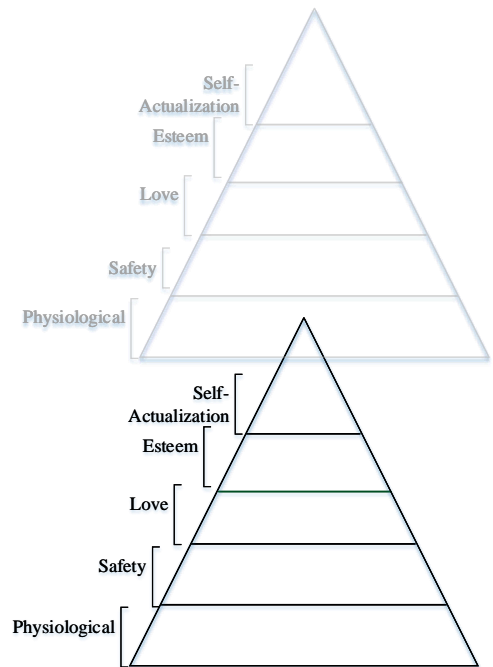 Self-
Actualization
Esteem
Love
Safety
Physiological
Self-
Actualization
Esteem
Love
Safety
Physiological